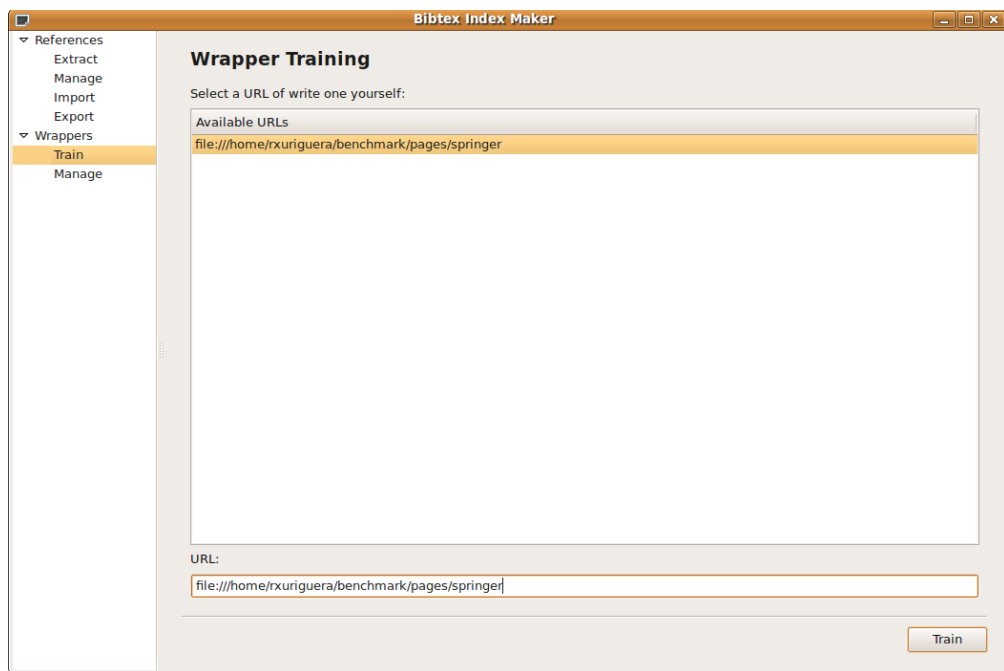 Bibtex Index Maker
References
Extract
Manage
Import
Export
Wrappers
Train
Manage
Wrapper Training
Select a URL of write one yourself:
Available URLs
file:///home/rxuriguera/benchmark/pages/springer
URL:
file:///home/rxuriguera/benchmark/pages/springer
Train